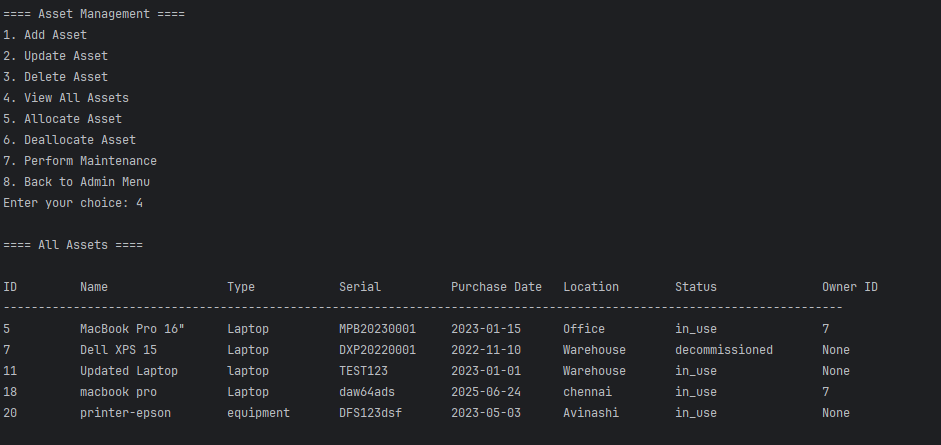 ==== Asset Management ====
1. Add Asset
2. Update Asset
3. Delete Asset
4. View All Assets
5. Allocate Asset
6. Deallocate Asset
7. Perform Maintenance
8. Back to Admin Menu
Enter your choice: 4
==== All Assets ====
ID         Name                 Type            Serial          Purchase Date   Location        Status               Owner ID
------------------------------------------------------------------------------------------------------------------------
5          MacBook Pro 16"      Laptop          MPB20230001     2023-01-15      Office          in_use               7
7          Dell XPS 15          Laptop          DXP20220001     2022-11-10      Warehouse       decommissioned       None
11         Updated Laptop       laptop          TEST123         2023-01-01      Warehouse       in_use               None
18         macbook pro          laptop          daw64ads        2025-06-24      chennai         in_use               7
20         printer-epson        equipment       DFS123dsf       2023-05-03      Avinashi        in_use               None